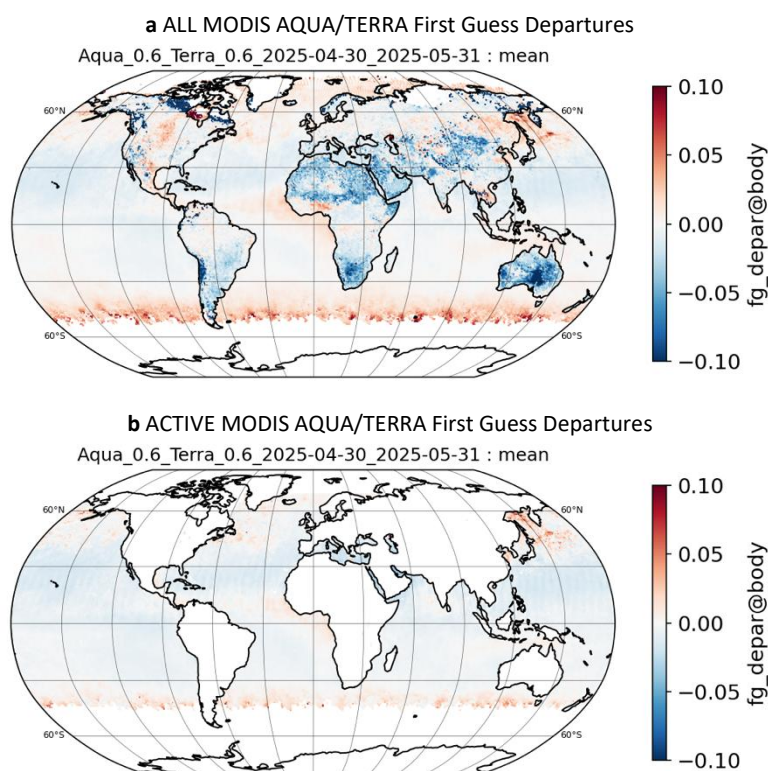 a ALL MODIS AQUA/TERRA First Guess Departures
Aqua_0.6_Terra_0.6_2025-04-30_2025-05-31 : mean
60°N
60°N
60°S
60°S
0.10
0.05
0.00
−0.05
−0.10
fg_depar@body
b ACTIVE MODIS AQUA/TERRA First Guess Departures
Aqua_0.6_Terra_0.6_2025-04-30_2025-05-31 : mean
60°N
60°N
60°S
60°S
0.10
0.05
0.00
−0.05
−0.10
fg_depar@body